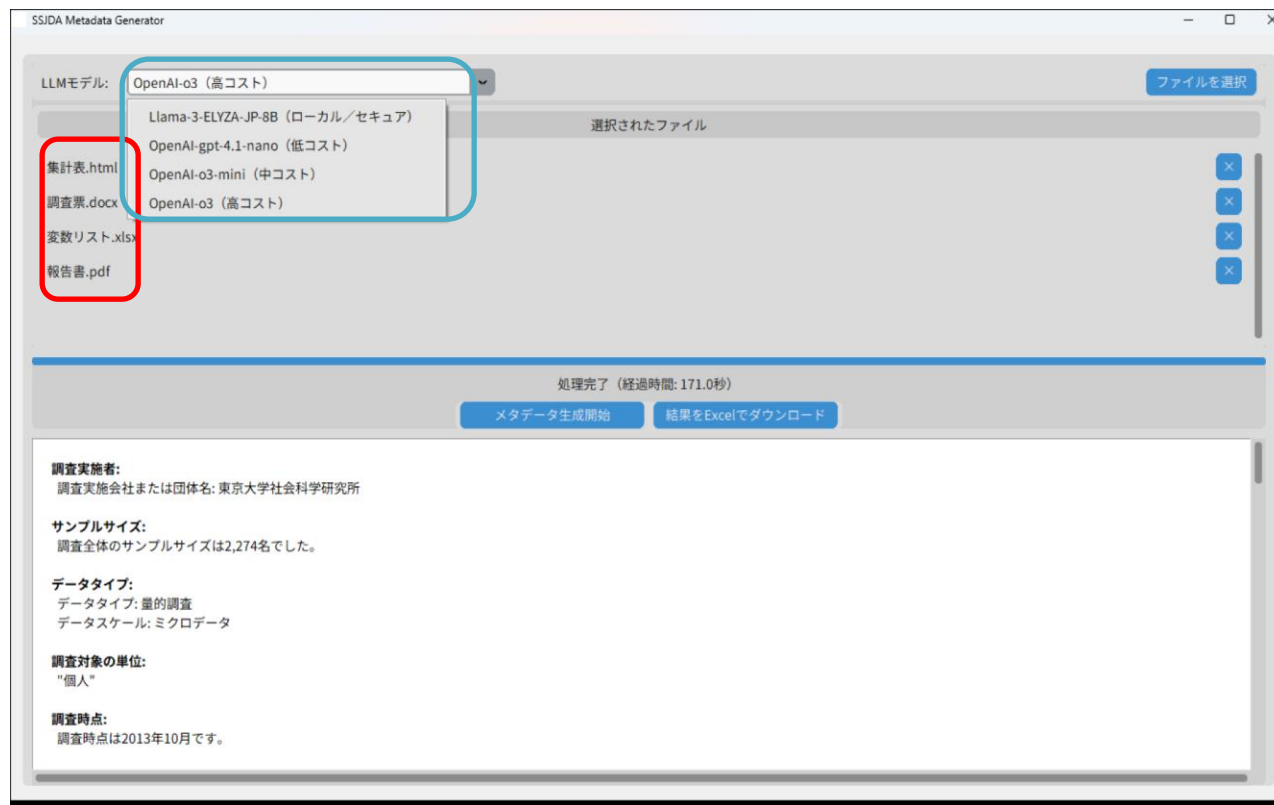 SSJDA Metadata Generator
LLMモデル: OpenAI-o3（高コスト） ファイルを選択
Llama-3-ELYZA-JP-8B（ローカル／セキュア）
OpenAI-gpt-4.1-nano（低コスト）
OpenAI-o3-mini（中コスト）
OpenAI-o3（高コスト）
選択されたファイル
集計表.html
調査票.docx
変数リスト.xlsx
報告書.pdf
処理完了（経過時間: 171.0秒）
メタデータ生成開始 結果をExcelでダウンロード
調査実施者:
調査実施会社または団体名: 東京大学社会科学研究所
サンプルサイズ:
調査全体のサンプルサイズは2,274名でした。
データタイプ:
データタイプ: 量的調査
データスケール: ミクロデータ
調査対象の単位:
"個人"
調査時点:
調査時点は2013年10月です。